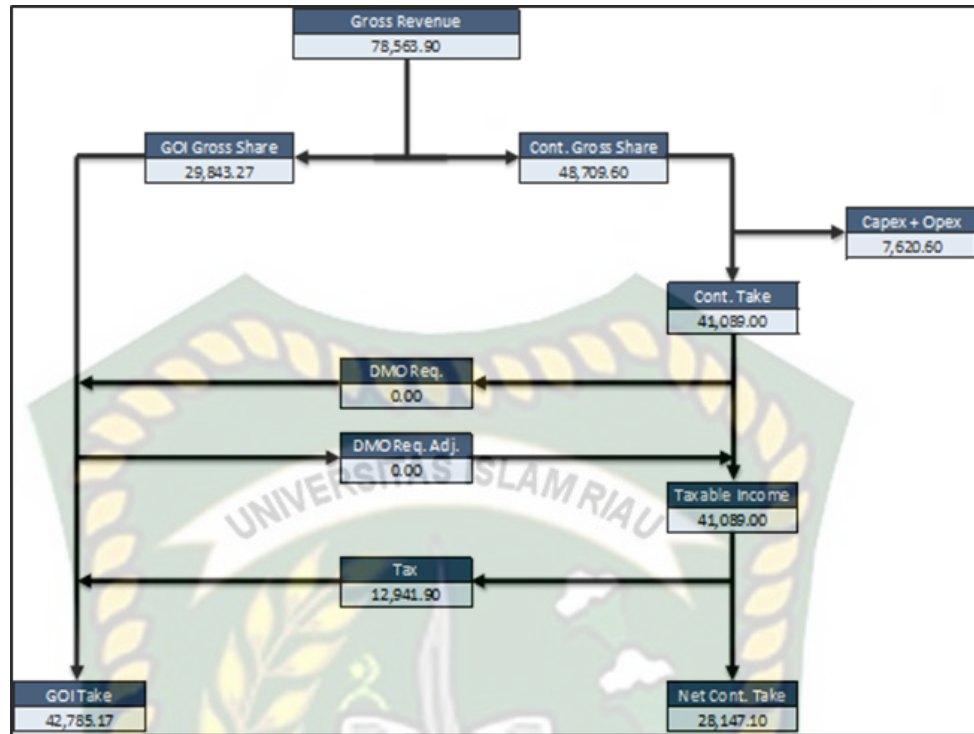 Gross Revenue
78,563.90
GOI Gross Share
29,843.27
Cont. Gross Share
48,709.60
Capex + Opex
7,620.60
Cont. Take
41,089.00
DMO Req.
0.00
DMO Req. Adj.
0.00
UNIVERSITAS ISLAM RIAU
Taxable Income
41,089.00
Tax
12,941.90
GOI Take
42,785.17
Net Cont. Take
28,147.10